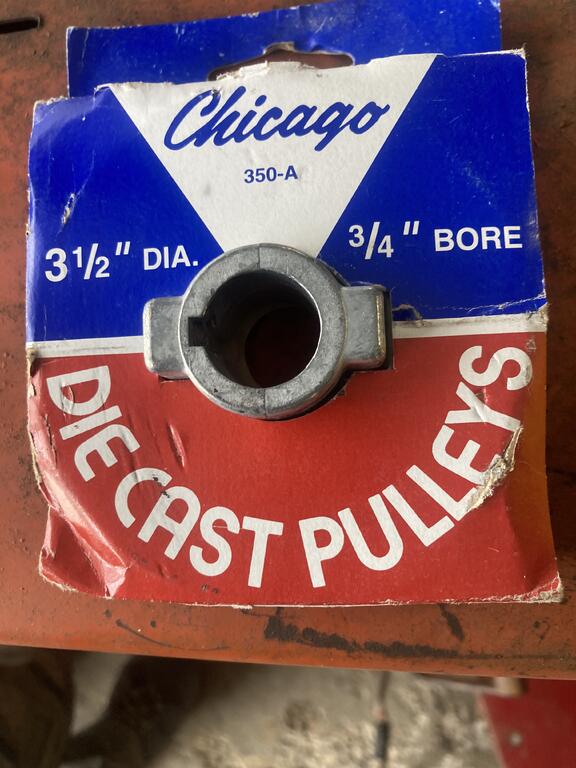 Chicago
350-A
3 1/2" DIA.
3/4" BORE
DIE CAST PULLEYS